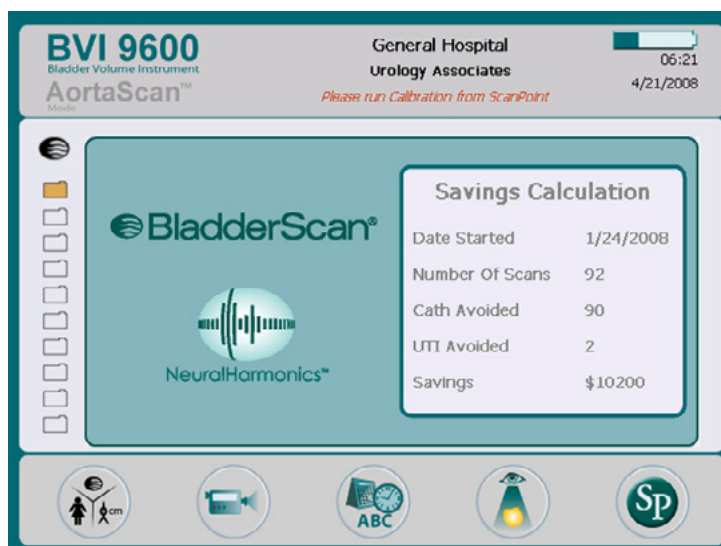 BVI 9600
Bladder Volume Instrument
AortaScan™
Mode
General Hospital
Urology Associates
Please run Calibration from ScanPoint
06:21
4/21/2008
BladderScan®
NeuralHarmonics™
Savings Calculation
Date Started 1/24/2008
Number Of Scans 92
Cath Avoided 90
UTI Avoided 2
Savings $10200
cm
ABC
SP